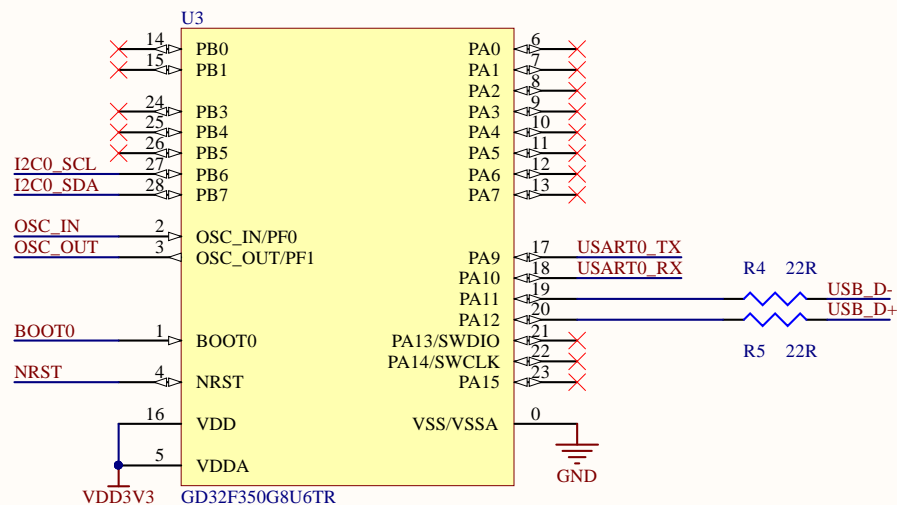 U3
14 PB0 PA0 6
15 PB1 PA1 7
PA2 8
24 PB3 PA3 9
25 PB4 PA4 10
26 PB5 PA5 11
I2C0_SCL 27 PB6 PA6 12
I2C0_SDA 28 PB7 PA7 13
OSC_IN 2 OSC_IN/PF0
OSC_OUT 3 OSC_OUT/PF1 PA9 17 USART0_TX
PA10 18 USART0_RX
R4 22R
PA11 19 USB_D-
PA12 20 USB_D+
BOOT0 1 BOOT0 PA13/SWDIO 21
R5 22R
PA14/SWCLK 22
NRST 4 NRST PA15 23
16 VDD VSS/VSSA 0
5 VDDA GND
VDD3V3 GD32F350G8U6TR